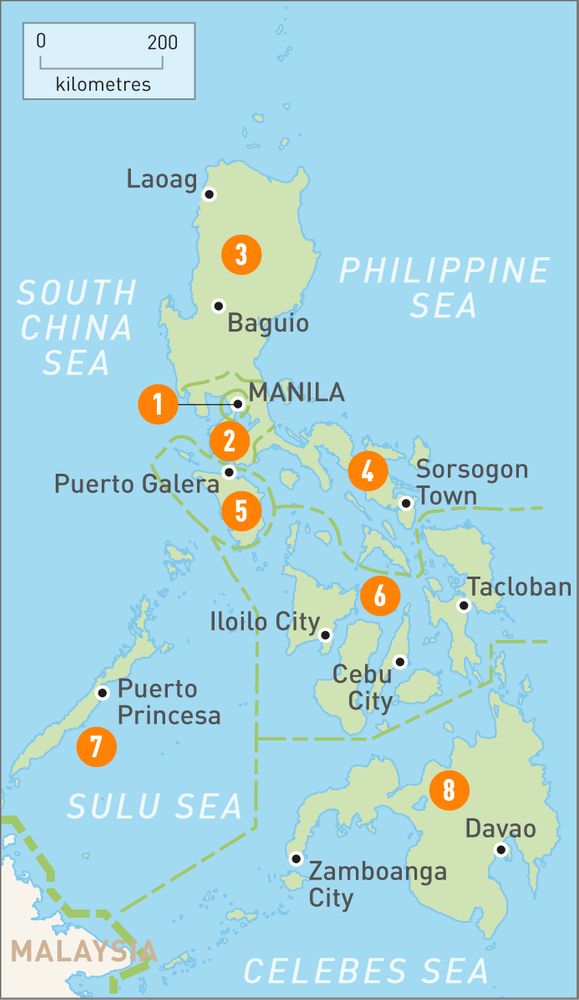 0 200
kilometres
Laoag
3
PHILIPPINE
SEA
SOUTH
CHINA
SEA
Baguio
1
MANILA
2
4
Sorsogon
Town
Puerto Galera
5
Tacloban
6
Iloilo City
Cebu
City
Puerto
Princesa
7
8
SULU SEA
Davao
Zamboanga
City
MALAYSIA
CELEBES SEA